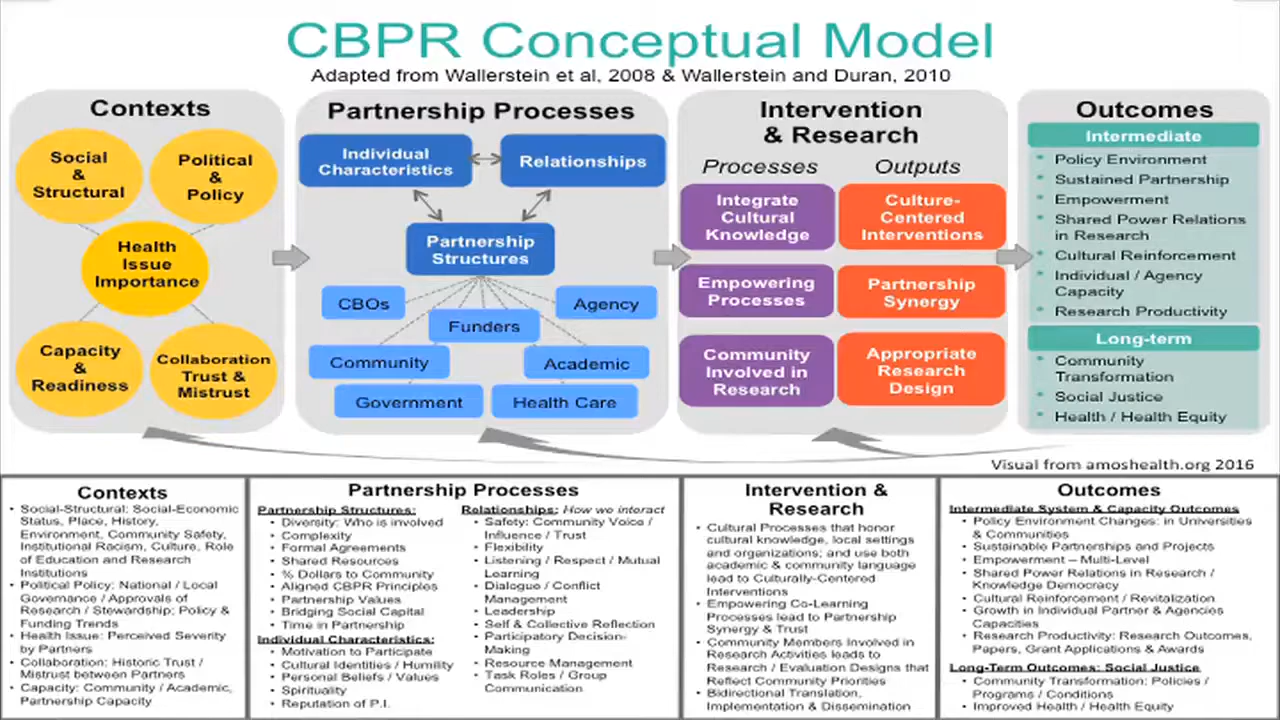 CBPR Conceptual Model
Adapted from Wallerstein et al, 2008 & Wallerstein and Duran, 2010
Contexts
Social
&
Structural
Political
&
Policy
Health
Issue
Importance
Capacity
&
Readiness
Collaboration
Trust &
Mistrust
Partnership Processes
Individual
Characteristics
Relationships
Partnership
Structures
CBOs
Agency
Funders
Community
Academic
Government
Health Care
Intervention
& Research
Processes
Outputs
Integrate
Cultural
Knowledge
Culture-
Centered
Interventions
Empowering
Processes
Partnership
Synergy
Community
Involved in
Research
Appropriate
Research
Design
Outcomes
Intermediate
• Policy Environment
• Sustained Partnership
• Empowerment
• Shared Power Relations
in Research
• Cultural Reinforcement
• Individual / Agency
Capacity
• Research Productivity
Long-term
• Community
Transformation
• Social Justice
• Health / Health Equity
Visual from amoshealth.org 2016
Contexts
• Social-Structural: Social-Economic
Status, Place, History,
Environment, Community Safety,
Institutional Racism, Culture, Role
of Education and Research
Institutions
• Political Policy: National / Local
Governance / Approvals of
Research / Stewardship; Policy &
Funding Trends
• Health Issue: Perceived Severity
by Partners
• Collaboration: Historic Trust /
Mistrust between Partners
• Capacity: Community / Academic,
Partnership Capacity
Partnership Processes
Partnership Structures:
• Diversity: Who is involved
• Complexity
• Formal Agreements
• Shared Resources
• % Dollars to Community
• Aligned CBPR Principles
• Partnership Values
• Bridging Social Capital
• Time in Partnership
Individual Characteristics:
• Motivation to Participate
• Cultural Identities / Humility
• Personal Beliefs / Values
• Spirituality
• Reputation of P.I.
Relationships: How we interact
• Safety: Community Voice /
Influence / Trust
• Flexibility
• Listening / Respect / Mutual
Learning
• Dialogue / Conflict
Management
• Leadership
• Self & Collective Reflection
• Participatory Decision-
Making
• Resource Management
• Task Roles / Group
Communication
Intervention &
Research
• Cultural Processes that honor
cultural knowledge, local settings
and organizations; and use both
academic & community language
lead to Culturally-Centered
Interventions
• Empowering Co-Learning
Processes lead to Partnership
Synergy & Trust
• Community Members Involved in
Research Activities leads to
Research / Evaluation Designs that
Reflect Community Priorities
• Bidirectional Translation,
Implementation & Dissemination
Outcomes
Intermediate System & Capacity Outcomes
• Policy Environment Changes: in Universities
& Communities
• Sustainable Partnerships and Projects
• Empowerment – Multi-Level
• Shared Power Relations in Research /
Knowledge Democracy
• Cultural Reinforcement / Revitalization
• Growth in Individual Partner & Agencies
Capacities
• Research Productivity: Research Outcomes,
Papers, Grant Applications & Awards
Long-Term Outcomes: Social Justice
• Community Transformation: Policies /
Programs / Conditions
• Improved Health / Health Equity